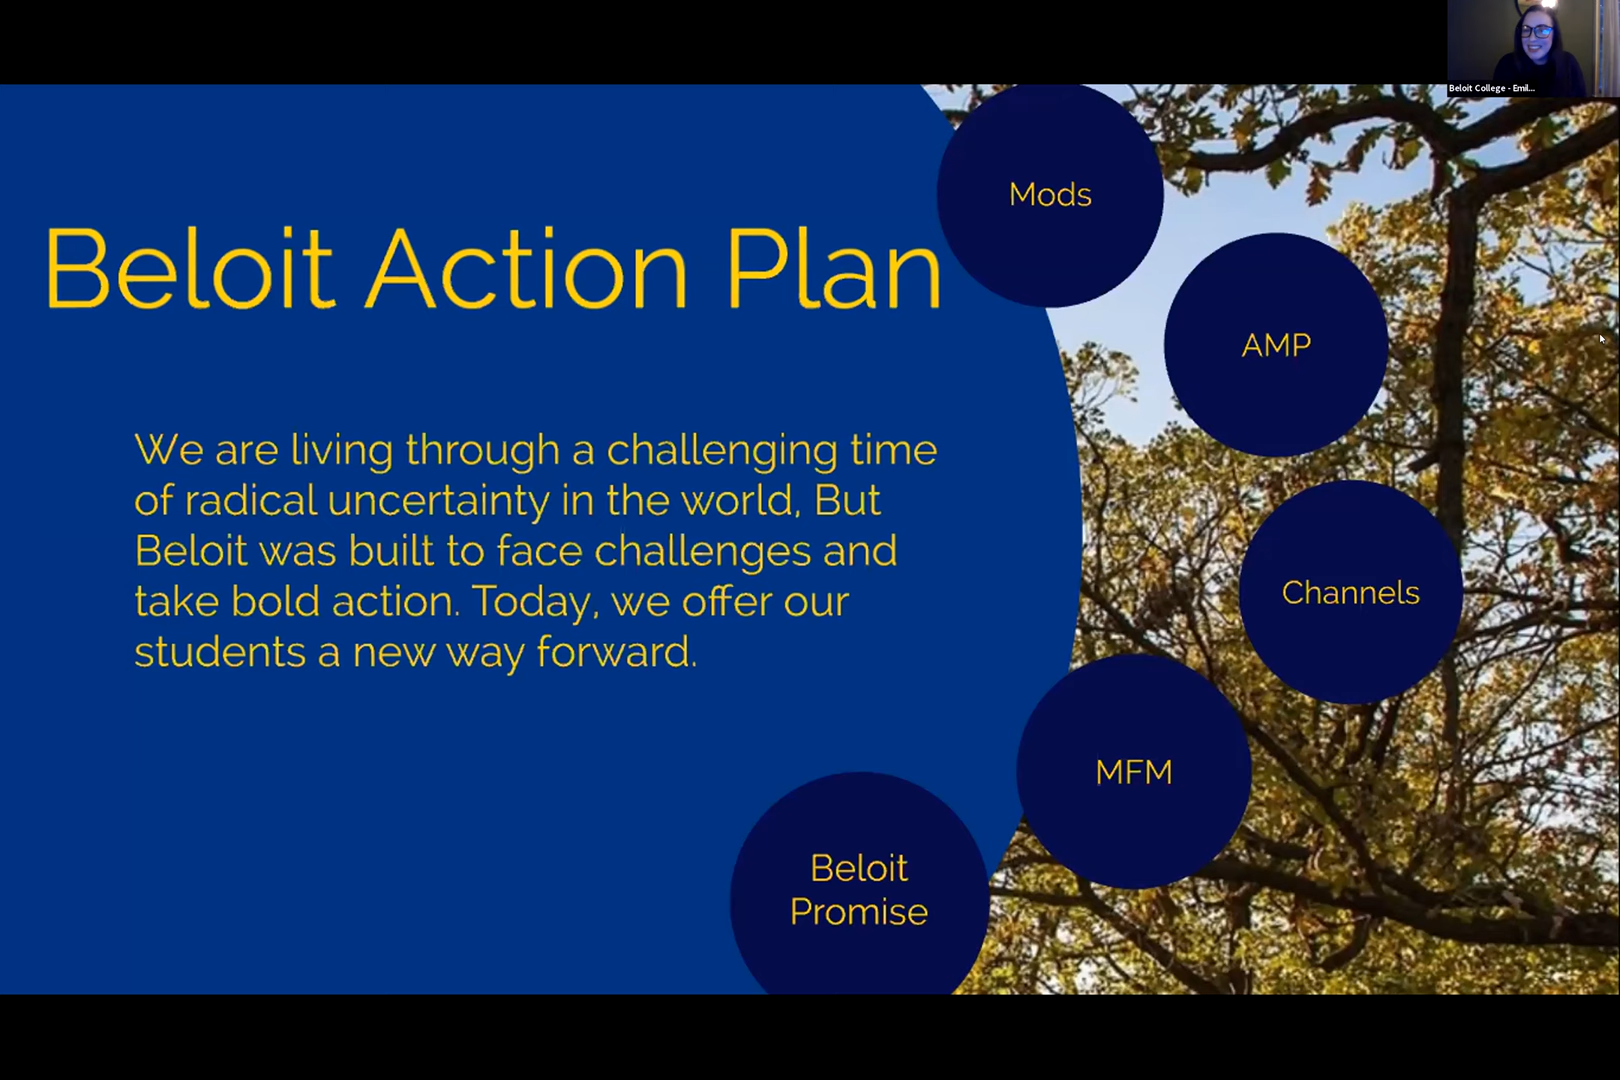 Beloit College - Emil...
Mods
Beloit Action Plan
AMP
We are living through a challenging time
of radical uncertainty in the world, But
Beloit was built to face challenges and
take bold action. Today, we offer our
students a new way forward.
Channels
MFM
Beloit
Promise